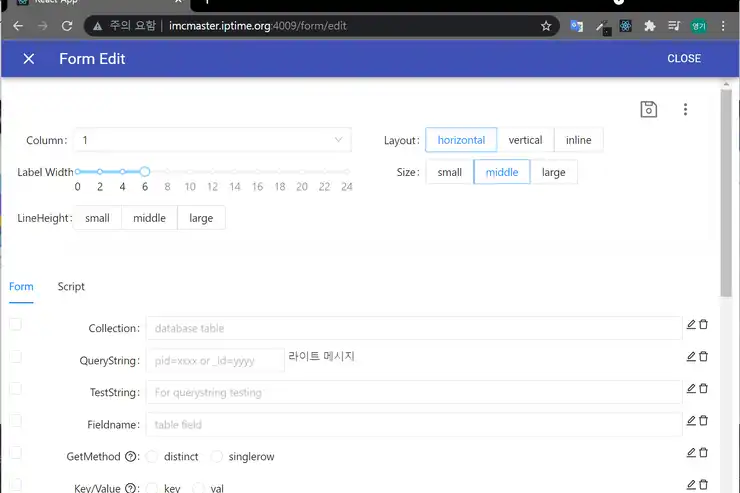 React App
주의 요함 | imcmaster.iptime.org:4009/form/edit
영기
Form Edit
CLOSE
Column: 1
Layout: horizontal vertical inline
Label Width 0 2 4 6 8 10 12 14 16 18 20 22 24
Size: small middle large
LineHeight: small middle large
Form Script
Collection: database table
QueryString: pid=xxxx or _id=yyyy 라이트 메시지
TestString: For querystring testing
Fieldname: table field
GetMethod : distinct singlerow
Key/Value : key val